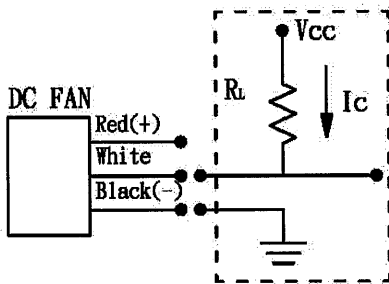 Vcc
DC FAN
RL
Ic
Red(+)
White
Black(-)